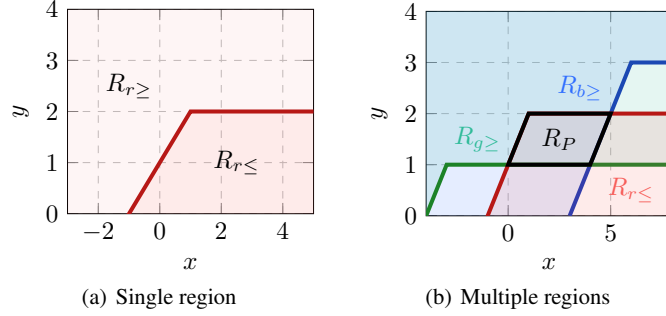 4
3
2
1
0
y
−2 0 2 4
x
R_{r≥}
R_{r≤}
(a) Single region
4
3
2
1
0
y
0 5
x
R_{b≥}
R_{g≥}
R_P
R_{r≤}
(b) Multiple regions